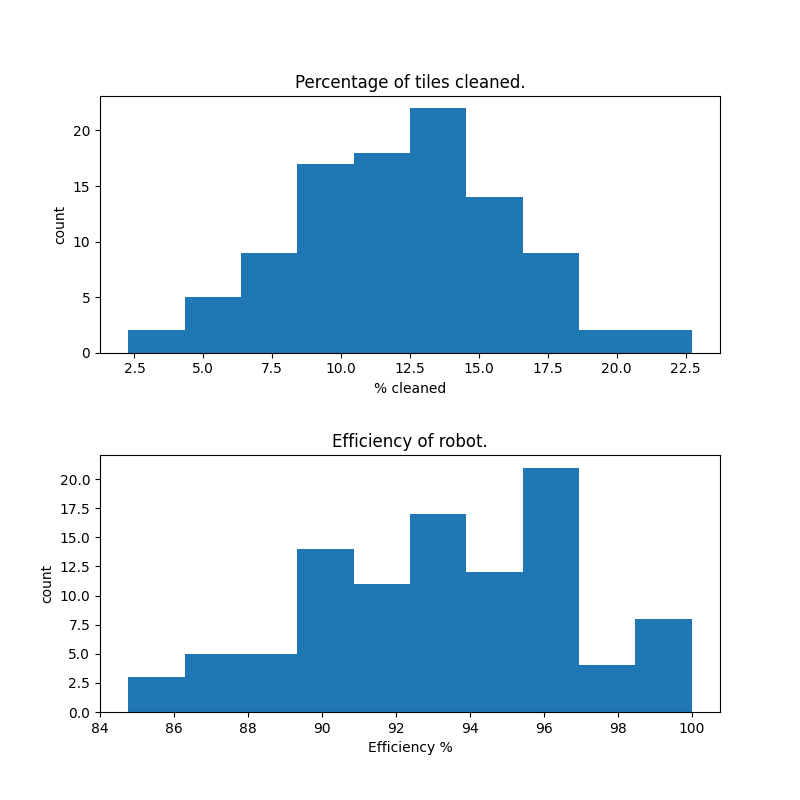 Percentage of tiles cleaned.
20
15
10
5
0
count
2.5 5.0 7.5 10.0 12.5 15.0 17.5 20.0 22.5
% cleaned
Efficiency of robot.
20.0
17.5
15.0
12.5
10.0
7.5
5.0
2.5
0.0
count
84 86 88 90 92 94 96 98 100
Efficiency %